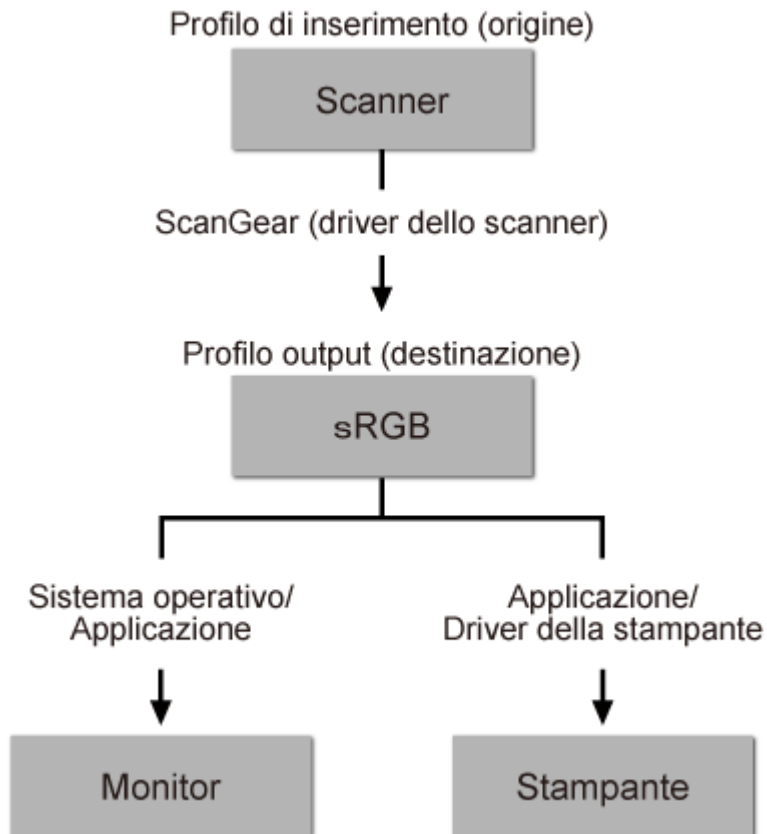 Profilo di inserimento (origine)
Scanner
ScanGear (driver dello scanner)
Profilo output (destinazione)
sRGB
Sistema operativo/
Applicazione
Applicazione/
Driver della stampante
Monitor
Stampante